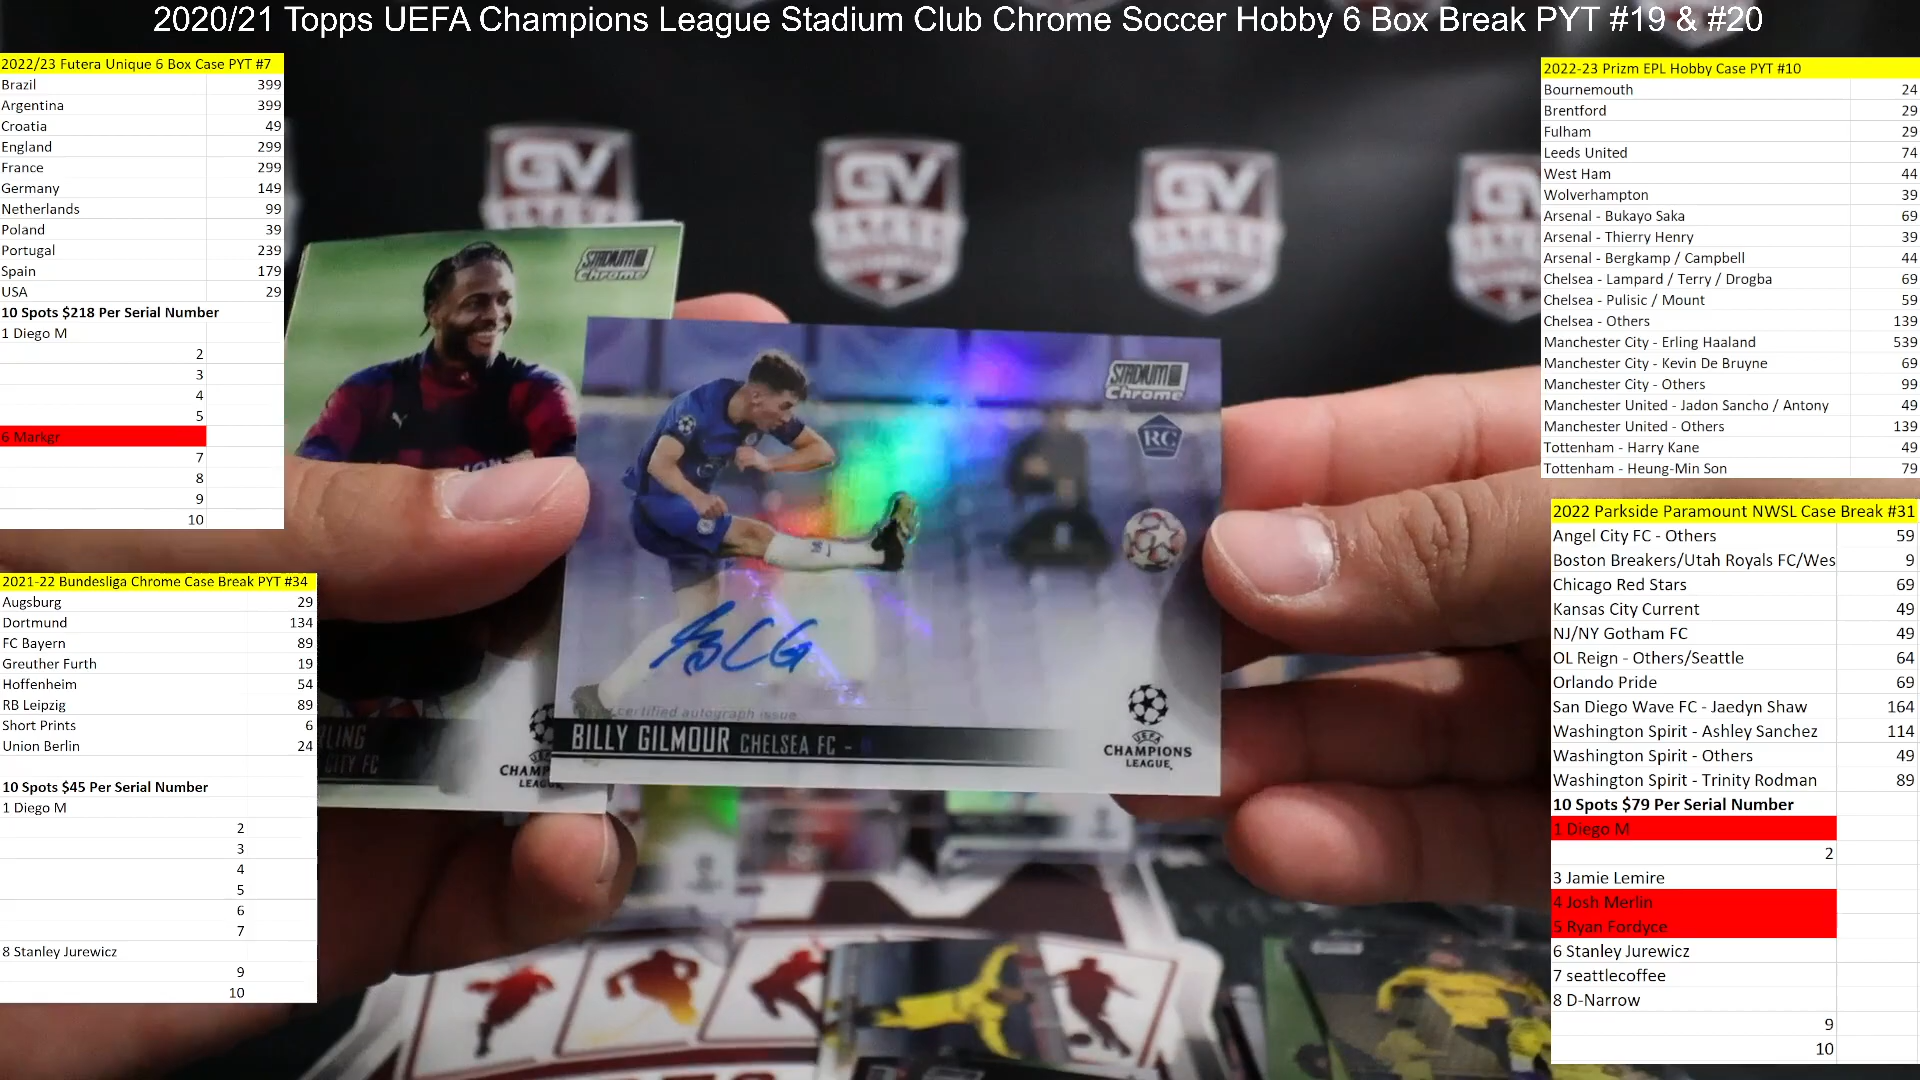 2020/21 Topps UEFA Champions League Stadium Club Chrome Soccer Hobby 6 Box Break PYT #19 & #20
2022/23 Futera Unique 6 Box Case PYT #7
Brazil 399
Argentina 399
Croatia 49
England 299
France 299
Germany 149
Netherlands 99
Poland 39
Portugal 239
Spain 179
USA 29
10 Spots $218 Per Serial Number
1 Diego M
2
3
4
5
6 Markgr
7
8
9
10
2021-22 Bundesliga Chrome Case Break PYT #34
Augsburg 29
Dortmund 134
FC Bayern 89
Greuther Furth 19
Hoffenheim 54
RB Leipzig 89
Short Prints 6
Union Berlin 24
10 Spots $45 Per Serial Number
1 Diego M
2
3
4
5
6
7
8 Stanley Jurewicz
9
10
GV
GV
GV
STADIUM
Chrome
RLING
CITY FC
STADIUM
Chrome
RC
certified autograph issue
BILLY GILMOUR CHELSEA FC -
UEFA
CHAMPIONS
LEAGUE
2022-23 Prizm EPL Hobby Case PYT #10
Bournemouth 24
Brentford 29
Fulham 29
Leeds United 74
West Ham 44
Wolverhampton 39
Arsenal - Bukayo Saka 69
Arsenal - Thierry Henry 39
Arsenal - Bergkamp / Campbell 44
Chelsea - Lampard / Terry / Drogba 69
Chelsea - Pulisic / Mount 59
Chelsea - Others 139
Manchester City - Erling Haaland 539
Manchester City - Kevin De Bruyne 69
Manchester City - Others 99
Manchester United - Jadon Sancho / Antony 49
Manchester United - Others 139
Tottenham - Harry Kane 49
Tottenham - Heung-Min Son 79
2022 Parkside Paramount NWSL Case Break #31
Angel City FC - Others 59
Boston Breakers/Utah Royals FC/Wes 9
Chicago Red Stars 69
Kansas City Current 49
NJ/NY Gotham FC 49
OL Reign - Others/Seattle 64
Orlando Pride 69
San Diego Wave FC - Jaedyn Shaw 164
Washington Spirit - Ashley Sanchez 114
Washington Spirit - Others 49
Washington Spirit - Trinity Rodman 89
10 Spots $79 Per Serial Number
1 Diego M
2
3 Jamie Lemire
4 Josh Merlin
5 Ryan Fordyce
6 Stanley Jurewicz
7 seattlecoffee
8 D-Narrow
9
10